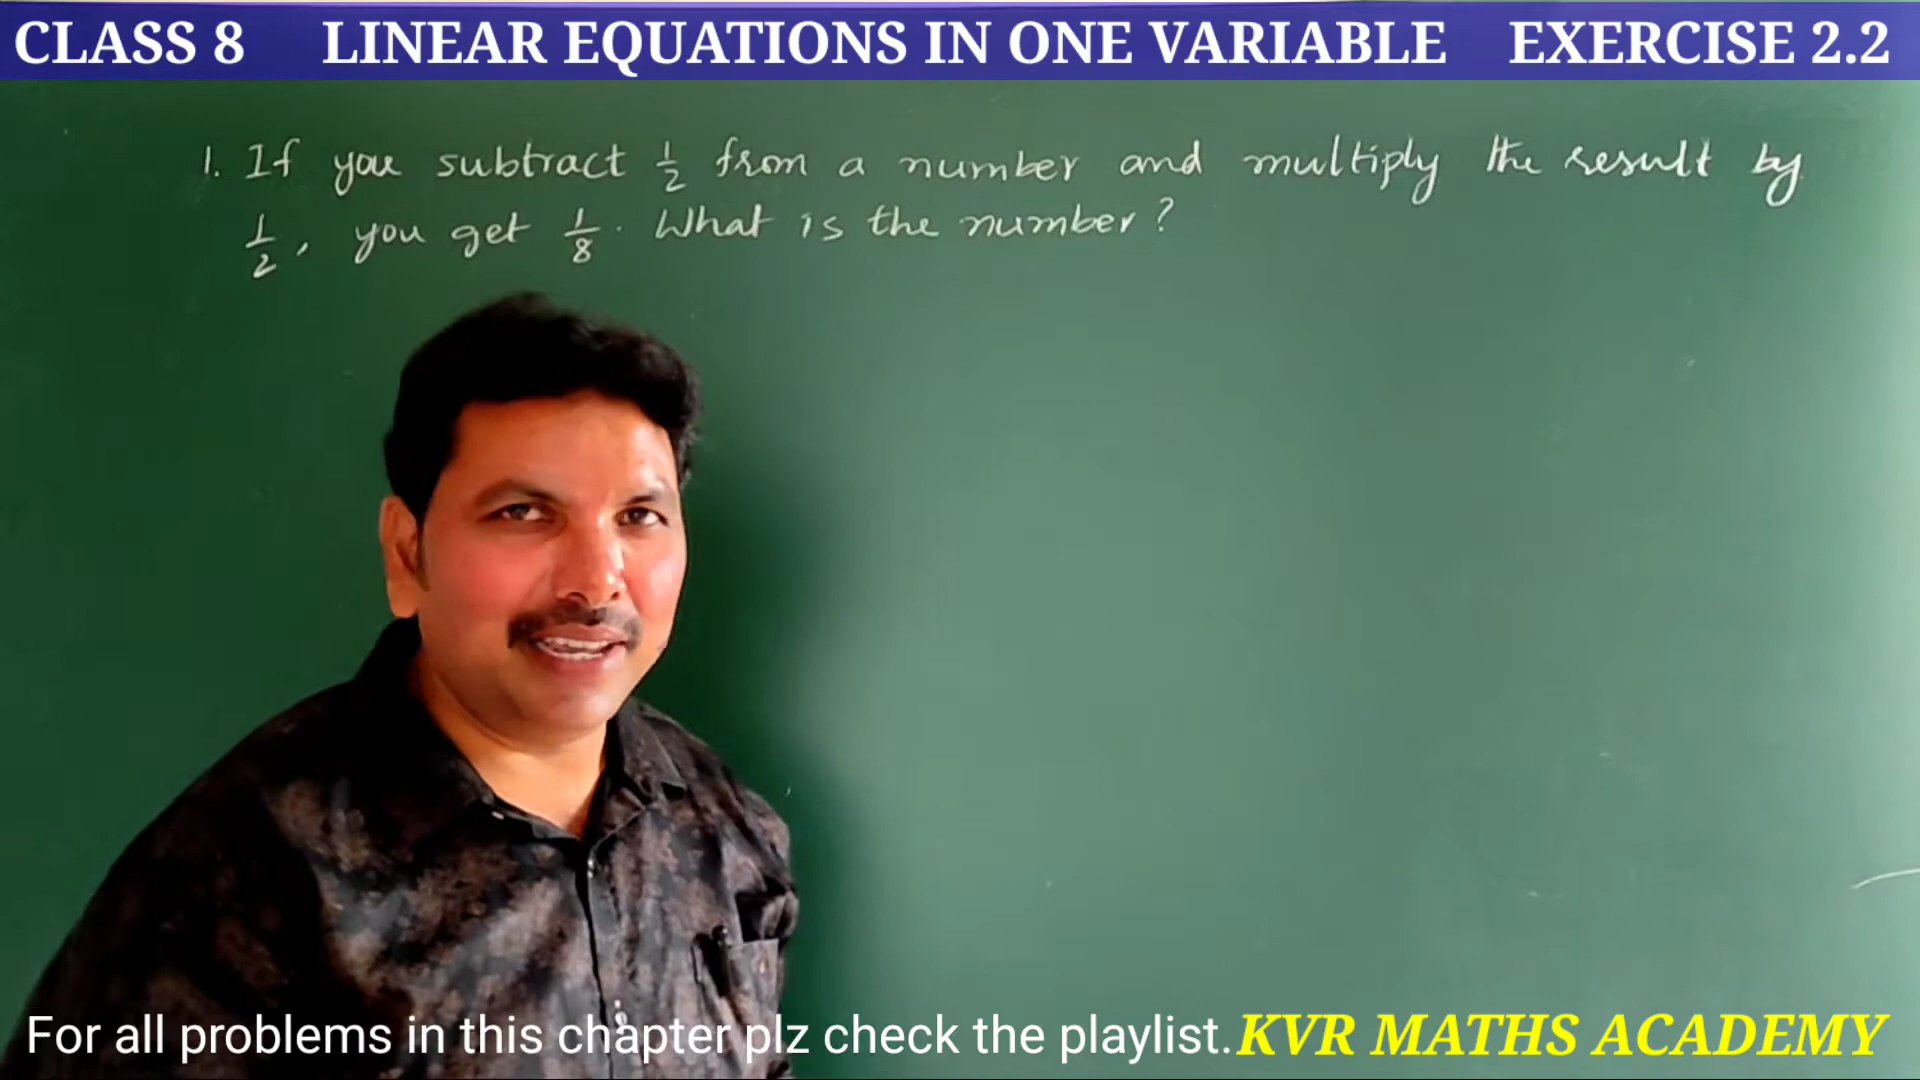 CLASS 8 LINEAR EQUATIONS IN ONE VARIABLE EXERCISE 2.2
1. If you subtract 1/2 from a number and multiply the result by
1/2, you get 1/8. What is the number?
For all problems in this chapter plz check the playlist. KVR MATHS ACADEMY